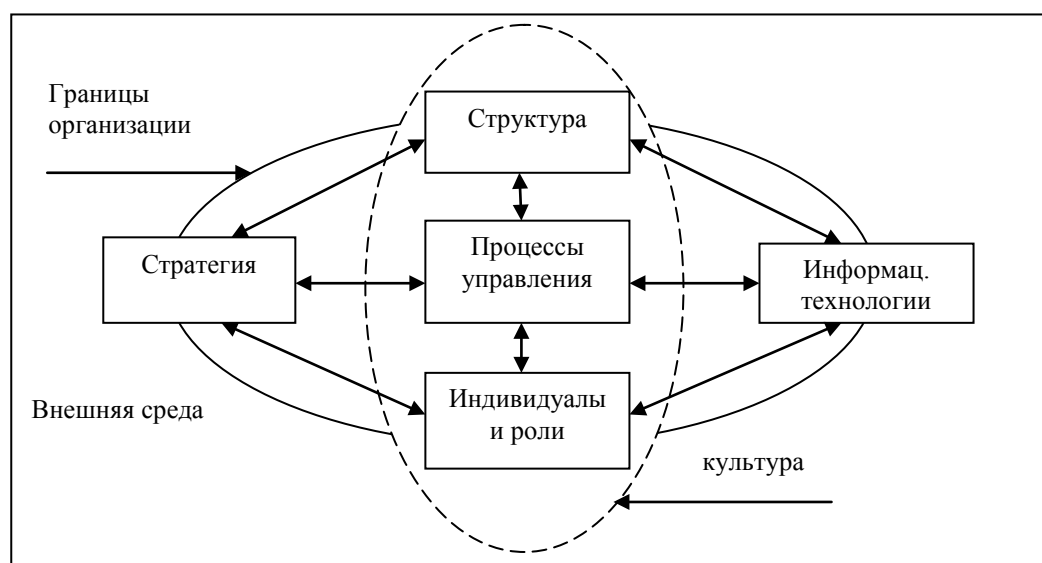 Границы
организации
Структура
Стратегия
Процессы
управления
Информац.
технологии
Внешняя среда
Индивидуалы
и роли
культура